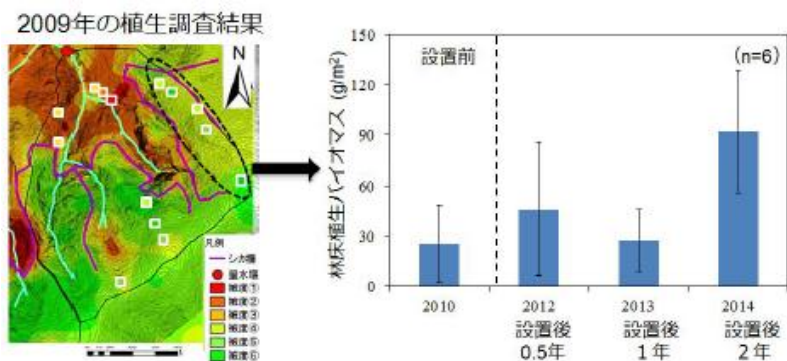 2009年の植生調査結果
N
凡例
シカ柵
量水堰
被度①
被度②
被度③
被度④
被度⑤
被度⑥
林床植生バイオマス (g/m²)
150
120
90
60
30
0
設置前
(n=6)
2010
2012
2013
2014
設置後
0.5年
設置後
1年
設置後
2年